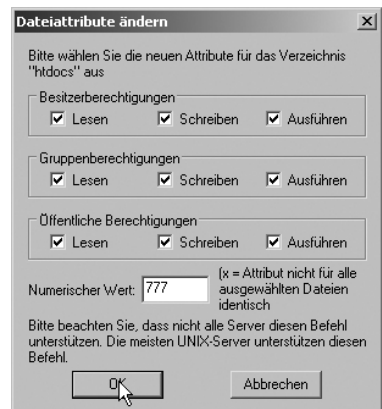 Dateiattribute ändern
Bitte wählen Sie die neuen Attribute für das Verzeichnis
"htdocs" aus
Besitzerberechtigungen
Lesen Schreiben Ausführen
Gruppenberechtigungen
Lesen Schreiben Ausführen
Öffentliche Berechtigungen
Lesen Schreiben Ausführen
Numerischer Wert: 777 (x = Attribut nicht für alle
ausgewählten Dateien
identisch
Bitte beachten Sie, dass nicht alle Server diesen Befehl
unterstützen. Die meisten UNIX-Server unterstützen diesen
Befehl.
OK Abbrechen